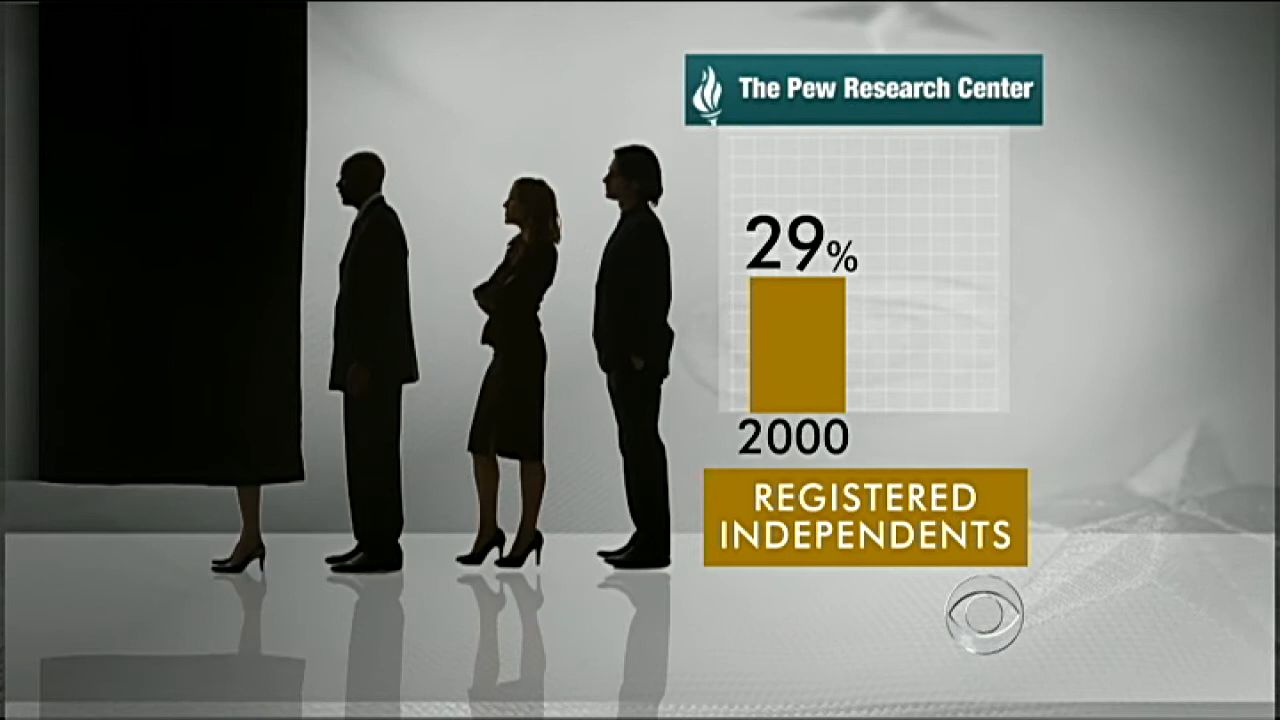 The Pew Research Center
29%
2000
REGISTERED
INDEPENDENTS